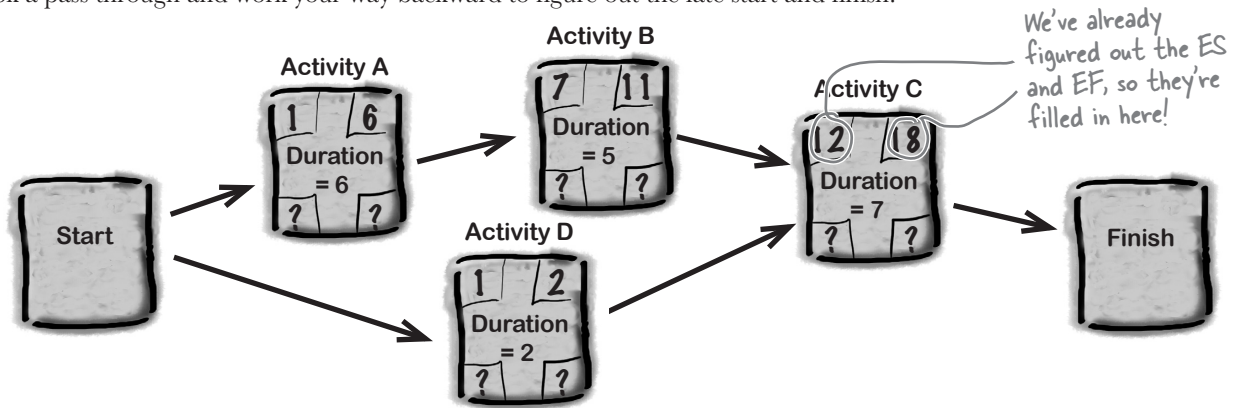 a pass through and work your way backward to figure out the late start and finish.
We've already
figured out the ES
and EF, so they're
filled in here!
Activity B
7 11
Duration
= 5
? ?
Activity A
1 6
Duration
= 6
? ?
Activity C
12 18
Duration
= 7
? ?
Start
Activity D
1 2
Duration
= 2
? ?
Finish